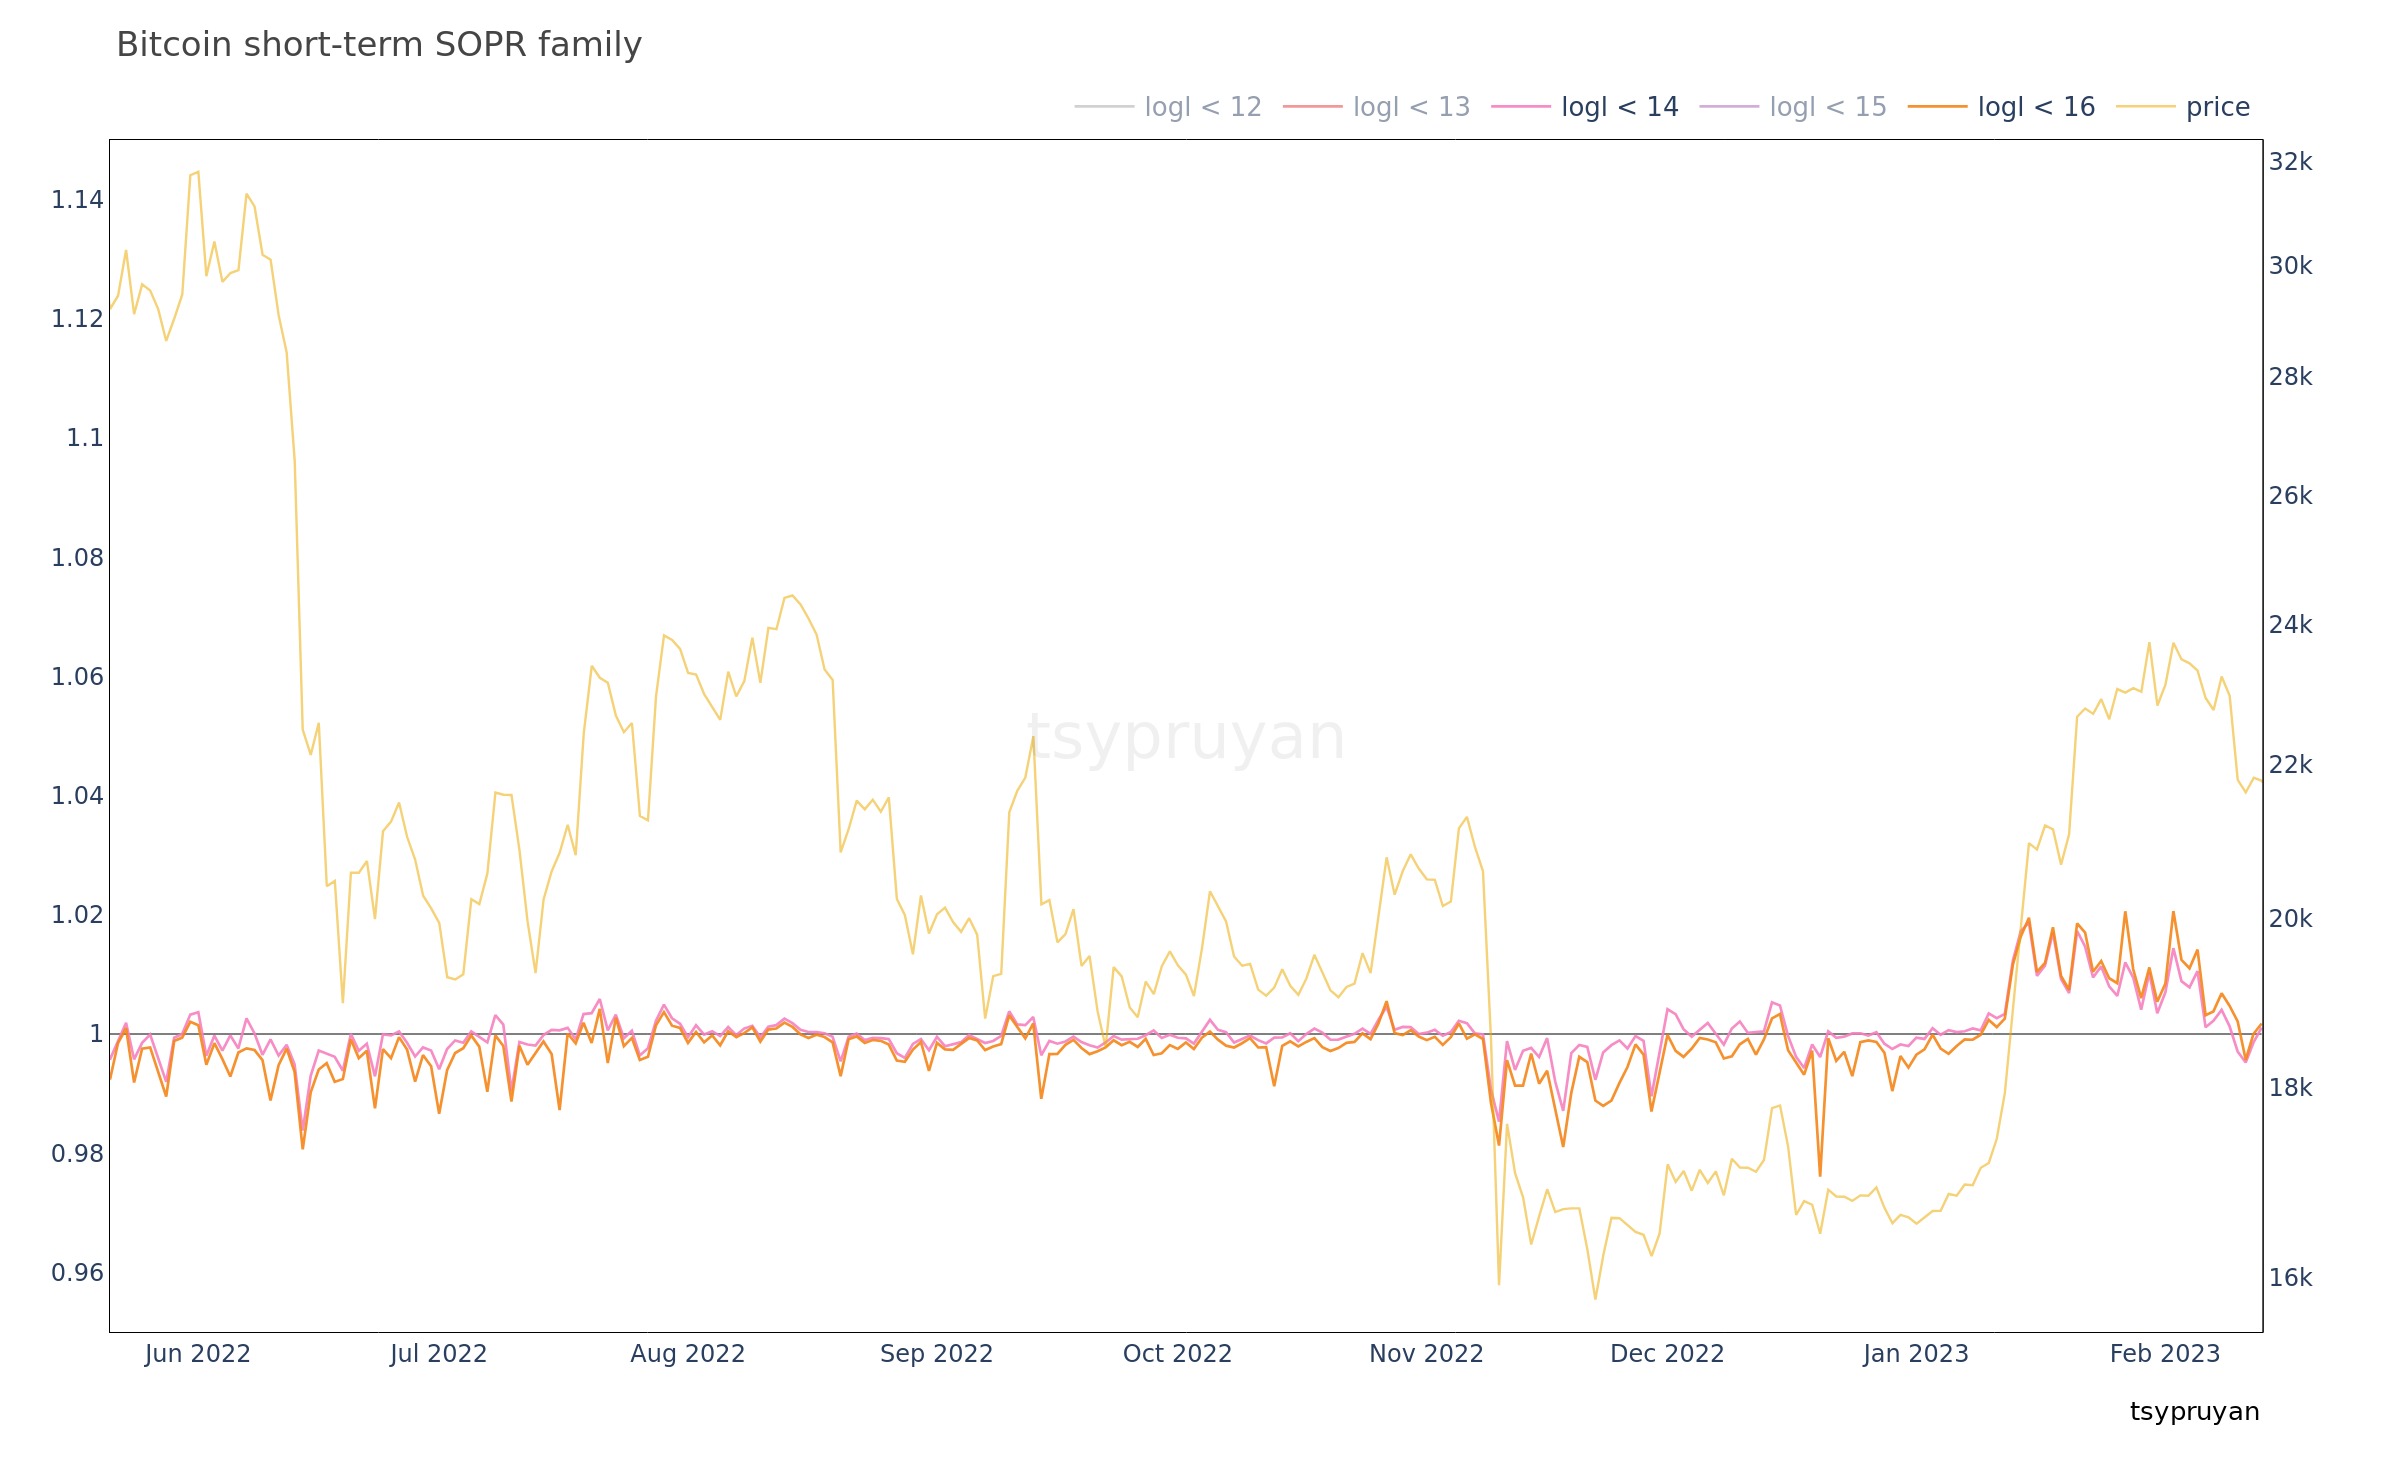 Bitcoin short-term SOPR family
logl < 12 logl < 13 logl < 14 logl < 15 logl < 16 price
1.14
1.12
1.1
1.08
1.06
1.04
1.02
1
0.98
0.96
32k
30k
28k
26k
24k
22k
20k
18k
16k
tsypruyan
Jun 2022 Jul 2022 Aug 2022 Sep 2022 Oct 2022 Nov 2022 Dec 2022 Jan 2023 Feb 2023
tsypruyan